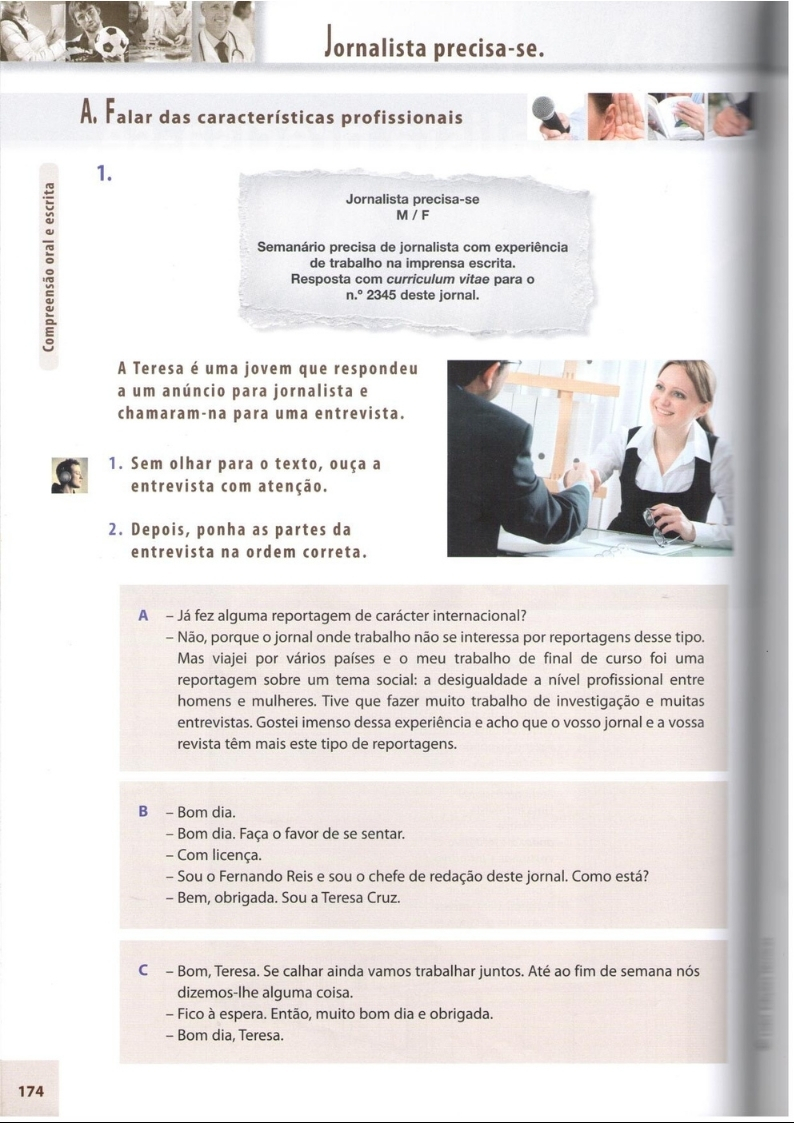 Jornalista precisa-se.
A. Falar das características profissionais
Compreensão oral e escrita
1.
Jornalista precisa-se
M / F
Semanário precisa de jornalista com experiência
de trabalho na imprensa escrita.
Resposta com curriculum vitae para o
n.º 2345 deste jornal.
A Teresa é uma jovem que respondeu
a um anúncio para jornalista e
chamaram-na para uma entrevista.
1. Sem olhar para o texto, ouça a
entrevista com atenção.
2. Depois, ponha as partes da
entrevista na ordem correta.
A – Já fez alguma reportagem de carácter internacional?
– Não, porque o jornal onde trabalho não se interessa por reportagens desse tipo.
Mas viajei por vários países e o meu trabalho de final de curso foi uma
reportagem sobre um tema social: a desigualdade a nível profissional entre
homens e mulheres. Tive que fazer muito trabalho de investigação e muitas
entrevistas. Gostei imenso dessa experiência e acho que o vosso jornal e a vossa
revista têm mais este tipo de reportagens.
B – Bom dia.
– Bom dia. Faça o favor de se sentar.
– Com licença.
– Sou o Fernando Reis e sou o chefe de redação deste jornal. Como está?
– Bem, obrigada. Sou a Teresa Cruz.
C – Bom, Teresa. Se calhar ainda vamos trabalhar juntos. Até ao fim de semana nós
dizemos-lhe alguma coisa.
– Fico à espera. Então, muito bom dia e obrigada.
– Bom dia, Teresa.
174